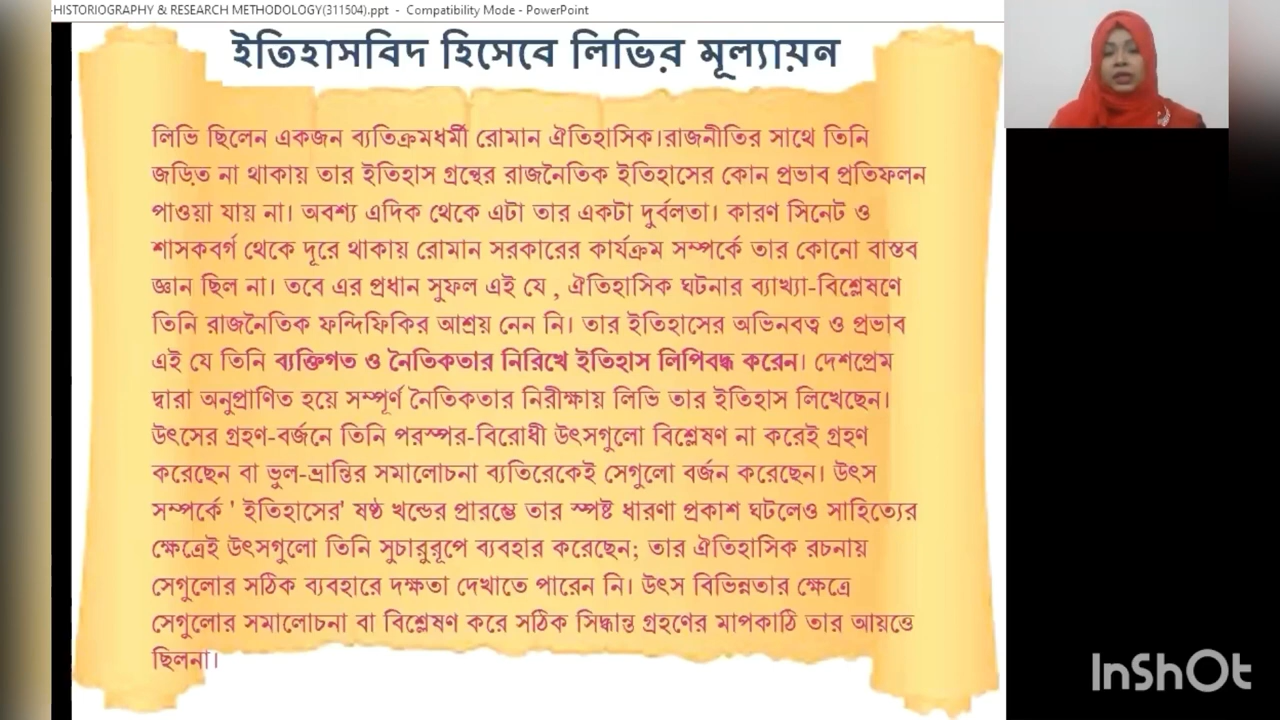 -HISTORIOGRAPHY & RESEARCH METHODOLOGY(311504).ppt - Compatibility Mode - PowerPoint
ইতিহাসবিদ হিসেবে লিভির মূল্যায়ন
লিভি ছিলেন একজন ব্যতিক্রমধর্মী রোমান ঐতিহাসিক।রাজনীতির সাথে তিনি
জড়িত না থাকায় তার ইতিহাস গ্রন্থের রাজনৈতিক ইতিহাসের কোন প্রভাব প্রতিফলন
পাওয়া যায় না। অবশ্য এদিক থেকে এটা তার একটা দুর্বলতা। কারণ সিনেট ও
শাসকবর্গ থেকে দূরে থাকায় রোমান সরকারের কার্যক্রম সম্পর্কে তার কোনো বাস্তব
জ্ঞান ছিল না। তবে এর প্রধান সুফল এই যে , ঐতিহাসিক ঘটনার ব্যাখ্যা-বিশ্লেষণে
তিনি রাজনৈতিক ফন্দিফিকির আশ্রয় নেন নি। তার ইতিহাসের অভিনবত্ব ও প্রভাব
এই যে তিনি ব্যক্তিগত ও নৈতিকতার নিরিখে ইতিহাস লিপিবদ্ধ করেন। দেশপ্রেম
দ্বারা অনুপ্রাণিত হয়ে সম্পূর্ণ নৈতিকতার নিরীক্ষায় লিভি তার ইতিহাস লিখেছেন।
উৎসের গ্রহণ-বর্জনে তিনি পরস্পর-বিরোধী উৎসগুলো বিশ্লেষণ না করেই গ্রহণ
করেছেন বা ভুল-ভ্রান্তির সমালোচনা ব্যতিরেকেই সেগুলো বর্জন করেছেন। উৎস
সম্পর্কে ' ইতিহাসের' ষষ্ঠ খন্ডের প্রারম্ভে তার স্পষ্ট ধারণা প্রকাশ ঘটলেও সাহিত্যের
ক্ষেত্রেই উৎসগুলো তিনি সুচারুরূপে ব্যবহার করেছেন; তার ঐতিহাসিক রচনায়
সেগুলোর সঠিক ব্যবহারে দক্ষতা দেখাতে পারেন নি। উৎস বিভিন্নতার ক্ষেত্রে
সেগুলোর সমালোচনা বা বিশ্লেষণ করে সঠিক সিদ্ধান্ত গ্রহণের মাপকাঠি তার আয়ত্তে
ছিলনা।
InShOt